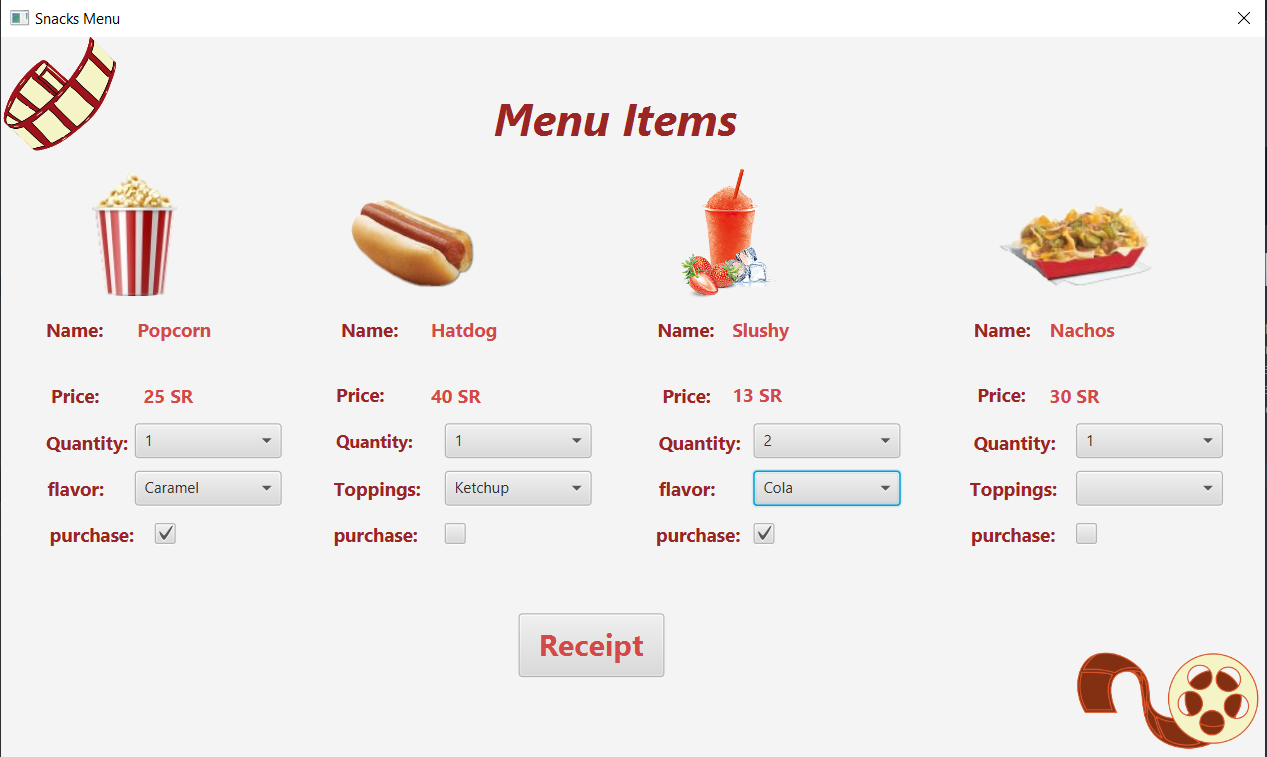 Snacks Menu
Menu Items
Name: Popcorn
Name: Hatdog
Name: Slushy
Name: Nachos
Price: 25 SR
Price: 40 SR
Price: 13 SR
Price: 30 SR
Quantity: 1
Quantity: 1
Quantity: 2
Quantity: 1
flavor: Caramel
Toppings: Ketchup
flavor: Cola
Toppings:
purchase:
purchase:
purchase:
purchase:
Receipt